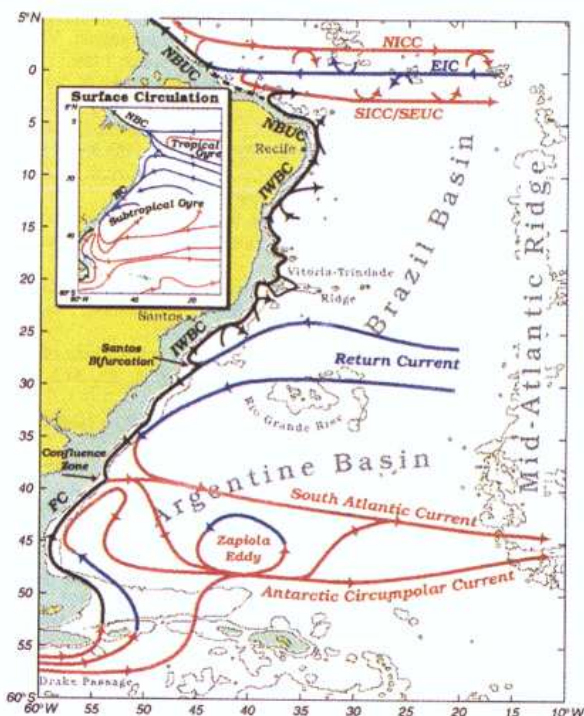 5°N
0
5
10
15
20
25
30
35
40
45
50
55
60°S
60°W
55
50
45
40
35
30
25
20
15
10°W
NICC
EIC
SICC/SEUC
NBUC
NBUC
Recife
IWBC
Surface Circulation
NBC
Tropical
Gyre
BC
Subtropical Gyre
Brazil Basin
Mid-Atlantic Ridge
Vitoria-Trindade
Ridge
Santos
IWBC
Santos
Bifurcation
Return Current
Rio Grande Rise
Argentine Basin
Confluence
Zone
FC
South Atlantic Current
Zapiola
Eddy
Antarctic Circumpolar Current
Drake Passage